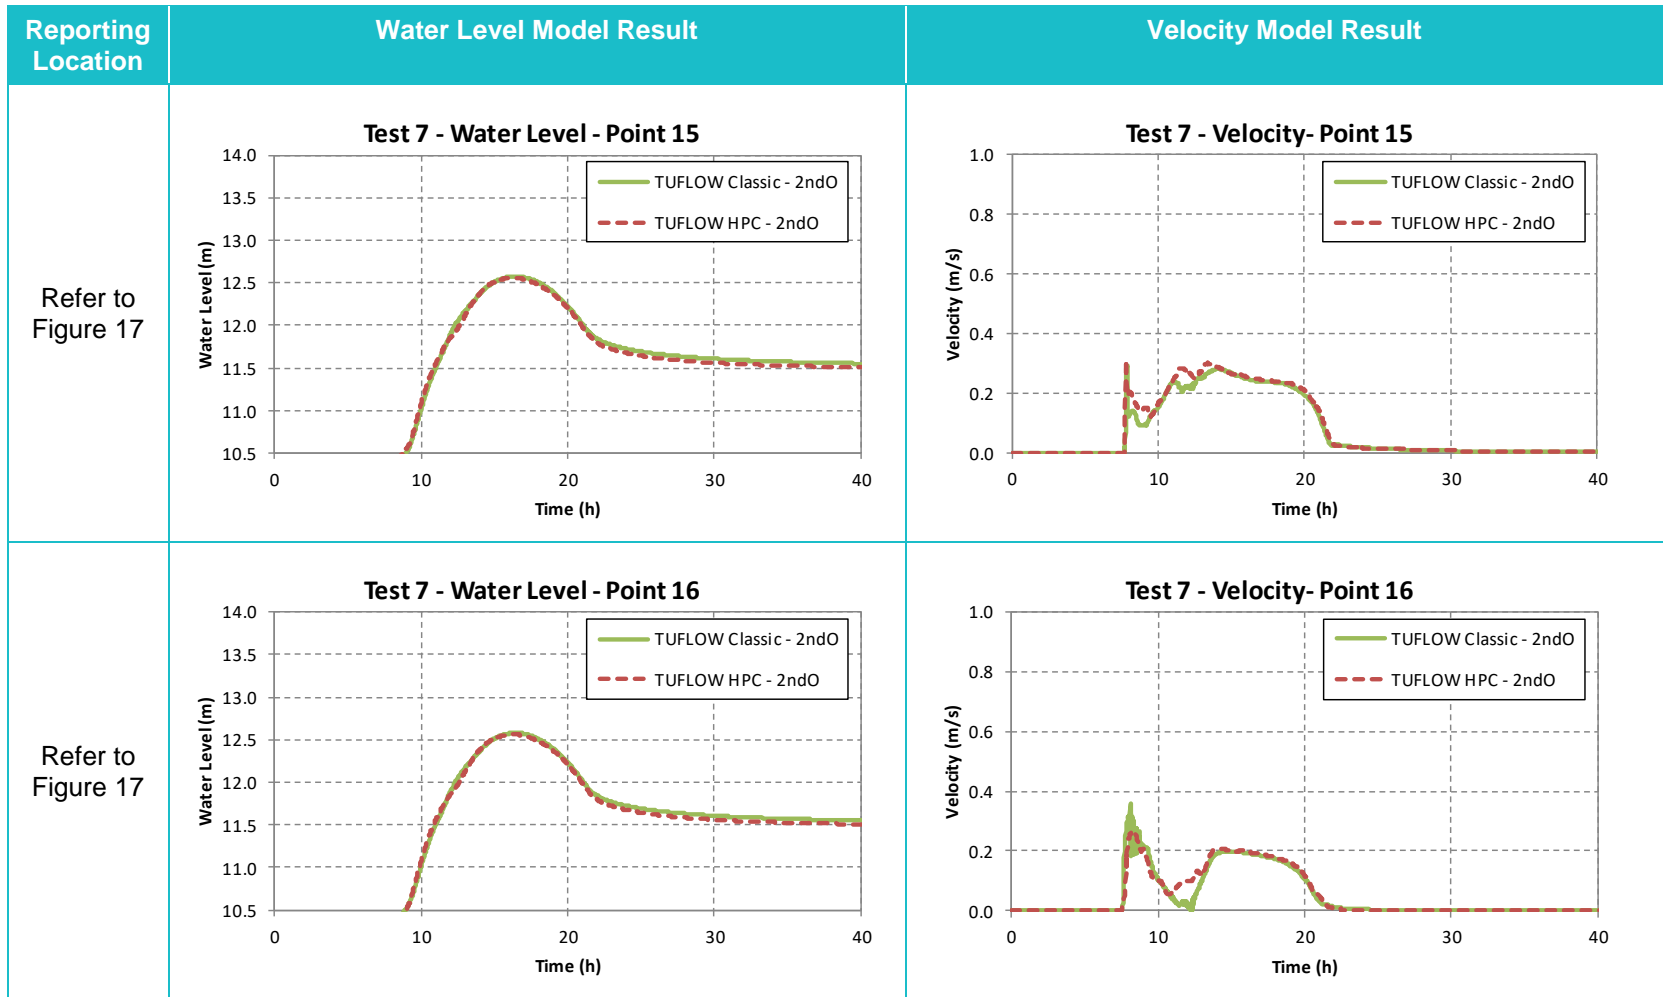 Reporting
Location
Water Level Model Result
Velocity Model Result
Refer to
Figure 17
Test 7 - Water Level - Point 15
14.0
13.5
13.0
12.5
12.0
11.5
11.0
10.5
Water Level (m)
0
10
20
30
40
Time (h)
TUFLOW Classic - 2ndO
TUFLOW HPC - 2ndO
Test 7 - Velocity- Point 15
1.0
0.8
0.6
0.4
0.2
0.0
Velocity (m/s)
0
10
20
30
40
Time (h)
TUFLOW Classic - 2ndO
TUFLOW HPC - 2ndO
Refer to
Figure 17
Test 7 - Water Level - Point 16
14.0
13.5
13.0
12.5
12.0
11.5
11.0
10.5
Water Level (m)
0
10
20
30
40
Time (h)
TUFLOW Classic - 2ndO
TUFLOW HPC - 2ndO
Test 7 - Velocity- Point 16
1.0
0.8
0.6
0.4
0.2
0.0
Velocity (m/s)
0
10
20
30
40
Time (h)
TUFLOW Classic - 2ndO
TUFLOW HPC - 2ndO